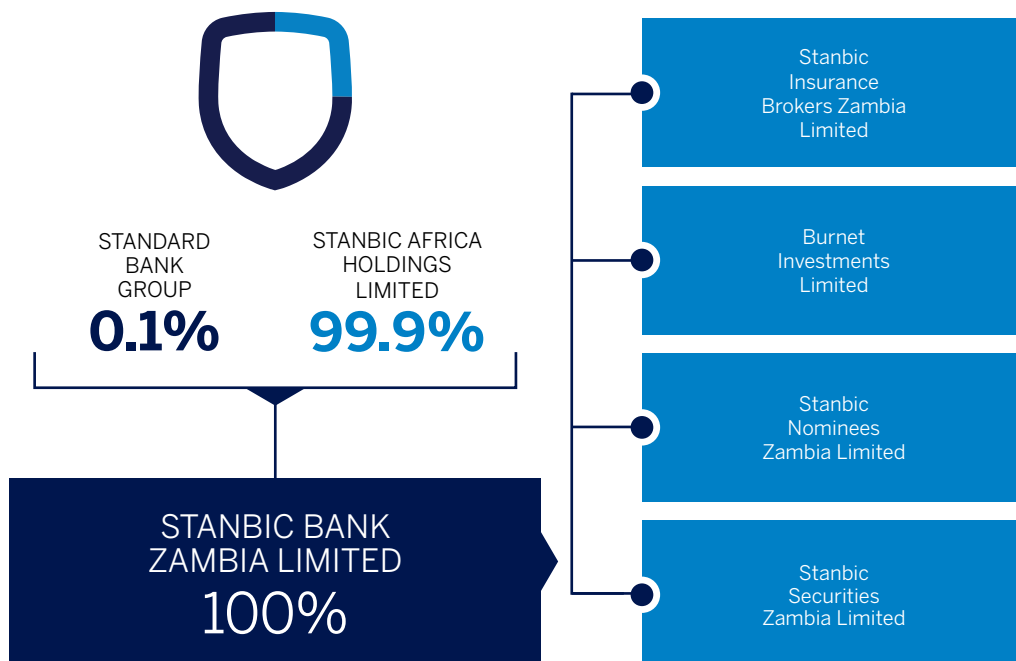 STANDARD
BANK
GROUP
0.1%
STANBIC AFRICA
HOLDINGS
LIMITED
99.9%
STANBIC BANK
ZAMBIA LIMITED
100%
Stanbic
Insurance
Brokers Zambia
Limited
Burnet
Investments
Limited
Stanbic
Nominees
Zambia Limited
Stanbic
Securities
Zambia Limited